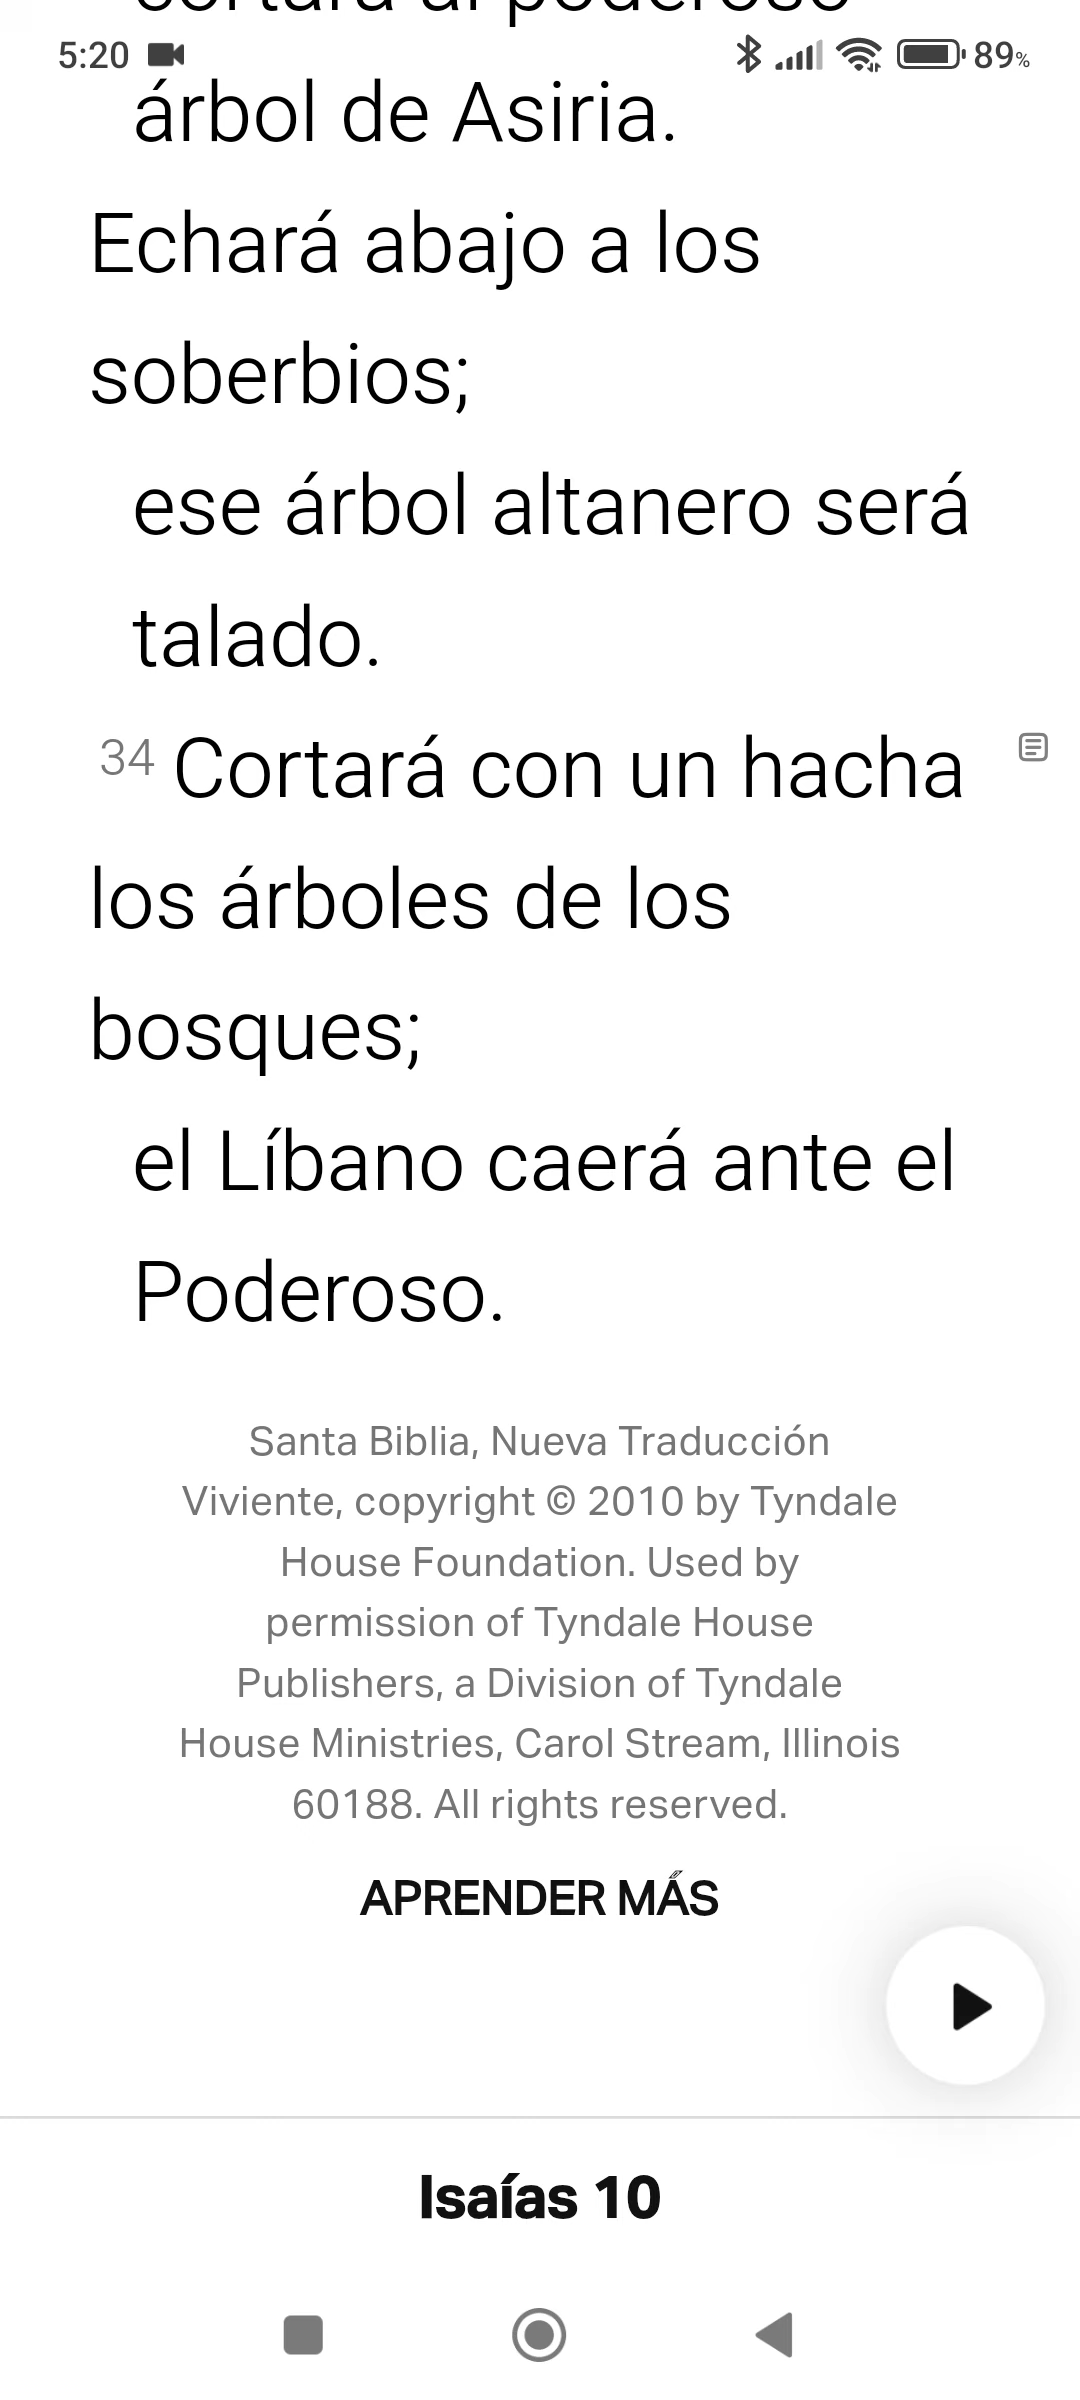 cortará al poderoso
5:20 89%
árbol de Asiria.
Echará abajo a los
soberbios;
ese árbol altanero será
talado.
34 Cortará con un hacha
los árboles de los
bosques;
el Líbano caerá ante el
Poderoso.
Santa Biblia, Nueva Traducción
Viviente, copyright © 2010 by Tyndale
House Foundation. Used by
permission of Tyndale House
Publishers, a Division of Tyndale
House Ministries, Carol Stream, Illinois
60188. All rights reserved.
APRENDER MÁS
Isaías 10